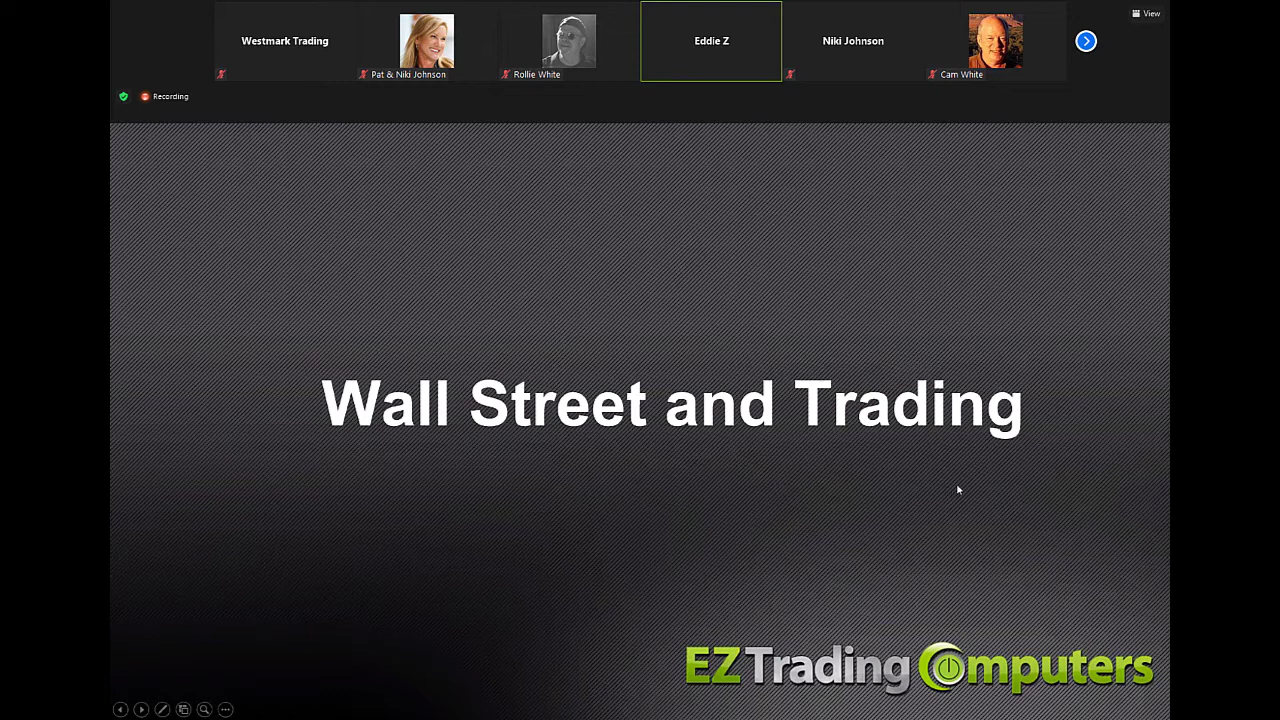 View
Westmark Trading
Pat & Niki Johnson
Rollie White
Eddie Z
Niki Johnson
Cam White
Recording
Wall Street and Trading
EZTrading Computers